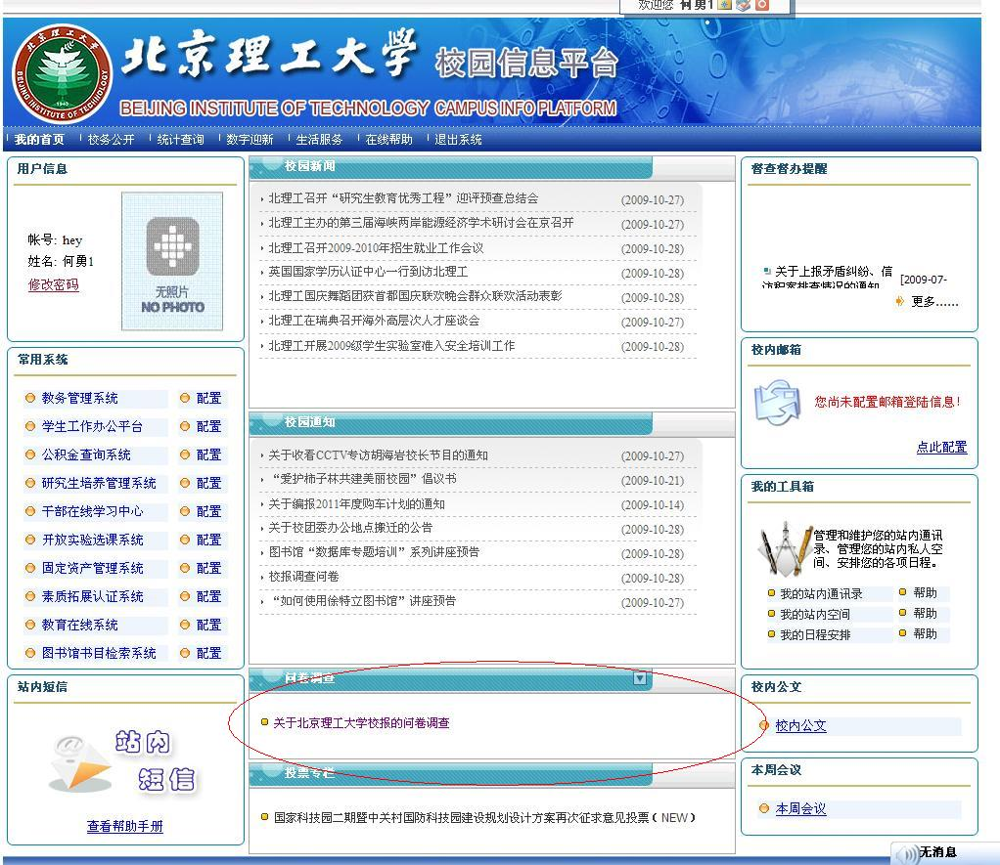 欢迎您 何勇1
北京理工大学 校园信息平台
BEIJING INSTITUTE OF TECHNOLOGY CAMPUS INFO PLATFORM
我的首页 校务公开 统计查询 数字迎新 生活服务 在线帮助 退出系统
用户信息
帐号: hey
姓名: 何勇1
修改密码
无照片
NO PHOTO
常用系统
教务管理系统 配置
学生工作办公平台 配置
公积金查询系统 配置
研究生培养管理系统 配置
干部在线学习中心 配置
开放实验选课系统 配置
固定资产管理系统 配置
素质拓展认证系统 配置
教育在线系统 配置
图书馆书目检索系统 配置
站内短信
站内
短信
查看帮助手册
校园新闻
北理工召开“研究生教育优秀工程”迎评预查总结会 (2009-10-27)
北理工主办的第三届海峡两岸能源经济学术研讨会在京召开 (2009-10-27)
北理工召开2009-2010年招生就业工作会议 (2009-10-28)
英国国家学历认证中心一行到访北理工 (2009-10-28)
北理工国庆舞蹈团获首都国庆联欢晚会群众联欢活动表彰 (2009-10-28)
北理工在瑞典召开海外高层次人才座谈会 (2009-10-27)
北理工开展2009级学生实验室准入安全培训工作 (2009-10-28)
校园通知
关于收看CCTV专访胡海岩校长节目的通知 (2009-10-27)
“爱护柿子林共建美丽校园”倡议书 (2009-10-21)
关于编报2011年度购车计划的通知 (2009-10-14)
关于校团委办公地点搬迁的公告 (2009-10-28)
图书馆“数据库专题培训”系列讲座预告 (2009-10-28)
校报调查问卷 (2009-10-28)
“如何使用徐特立图书馆”讲座预告 (2009-10-27)
问卷调查
关于北京理工大学校报的问卷调查
投票专栏
国家科技园二期暨中关村国防科技园建设规划设计方案再次征求意见投票（NEW）
督查督办提醒
关于上报矛盾纠纷、信 [2009-07-
访积案排查情况的通知
更多......
校内邮箱
您尚未配置邮箱登陆信息!
点此配置
我的工具箱
管理和维护您的站内通讯
录、管理您的站内私人空
间、安排您的各项日程。
我的站内通讯录 帮助
我的站内空间 帮助
我的日程安排 帮助
校内公文
校内公文
本周会议
本周会议
无消息